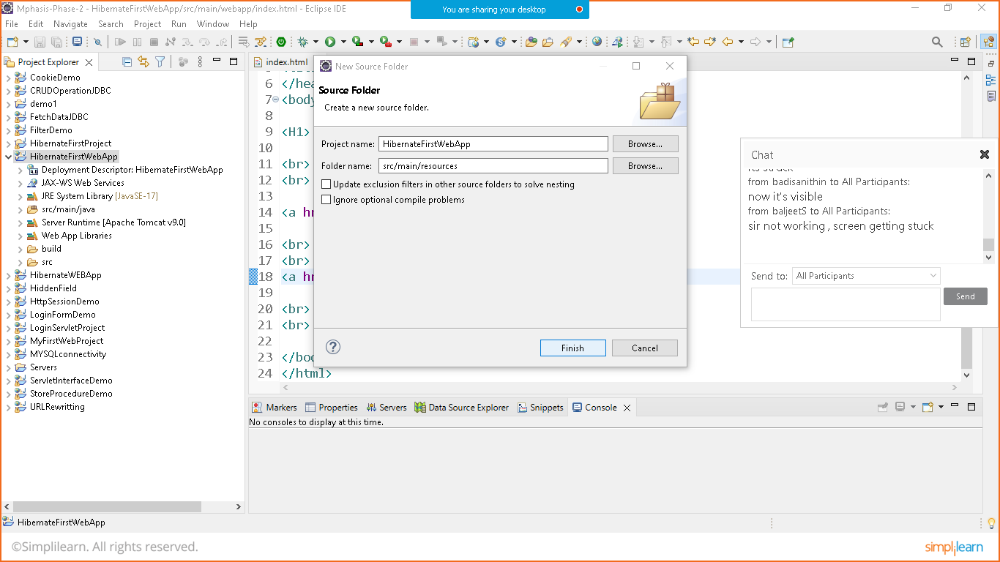 Mphasis-Phase-2 - HibernateFirstWebApp/src/main/webapp/index.html - Eclipse IDE
You are sharing your desktop
File Edit Navigate Search Project Run Window Help
Project Explorer
CookieDemo
CRUDOperationJDBC
demo1
FetchDataJDBC
FilterDemo
HibernateFirstProject
HibernateFirstWebApp
Deployment Descriptor: HibernateFirstWebApp
JAX-WS Web Services
JRE System Library [JavaSE-17]
src/main/java
Server Runtime [Apache Tomcat v9.0]
Web App Libraries
build
src
HibernateWEBApp
HiddenField
HttpSessionDemo
LoginFormDemo
LoginServletProject
MyFirstWebProject
MYSQLconnectivity
Servers
ServletInterfaceDemo
StoreProcedureDemo
URLRewritting
index.html
6 </hea
7 <body
8
9 <H1>
10
11 <br>
12 <br>
13
14 <a hr
15
16 <br>
17 <br>
18 <a hr
19
20 <br>
21 <br>
22
23 </bod
24 </html>
New Source Folder
Source Folder
Create a new source folder.
Project name: HibernateFirstWebApp Browse...
Folder name: src/main/resources Browse...
Update exclusion filters in other source folders to solve nesting
Ignore optional compile problems
Finish Cancel
Chat
its struck
from badisanithin to All Participants:
now it's visible
from baljeetS to All Participants:
sir not working , screen getting stuck
Send to: All Participants
Send
Markers Properties Servers Data Source Explorer Snippets Console
No consoles to display at this time.
HibernateFirstWebApp
©Simplilearn. All rights reserved.
simplilearn